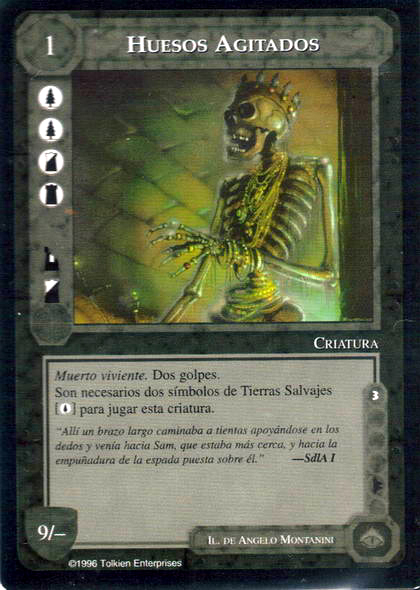 1
HUESOS AGITADOS
CRIATURA
Muerto viviente. Dos golpes.
Son necesarios dos símbolos de Tierras Salvajes
[ ] para jugar esta criatura.
3
“Allí un brazo largo caminaba a tientas apoyándose en los
dedos y venía hacia Sam, que estaba más cerca, y hacia la
empuñadura de la espada puesta sobre él.” —SdlA I
9/–
IL. DE ANGELO MONTANINI
©1996 Tolkien Enterprises